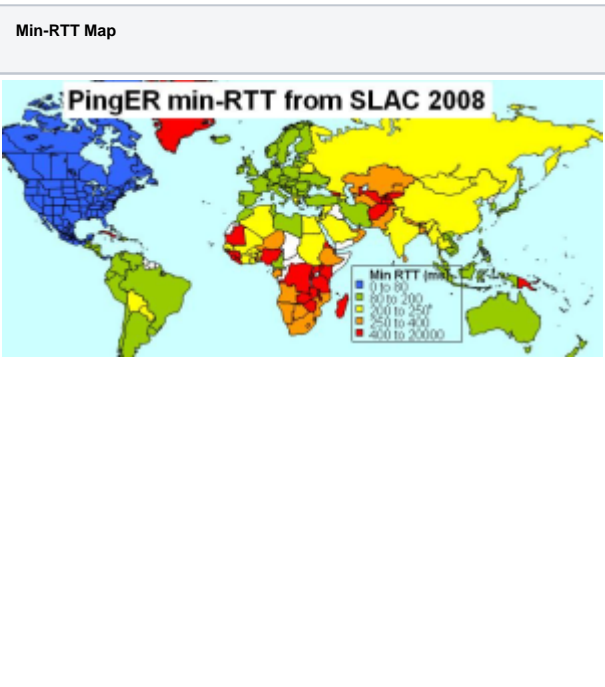 Min-RTT Map
PingER min-RTT from SLAC 2008
Min RTT (ms)
0 to 80
80 to 200
200 to 250
250 to 400
400 to 20000